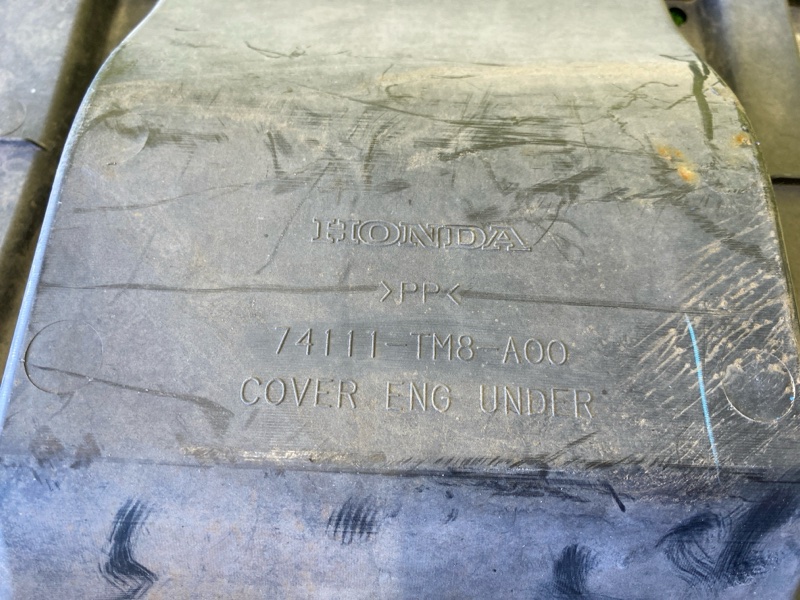 HONDA
>PP<
74111-TM8-A00
COVER ENG UNDER